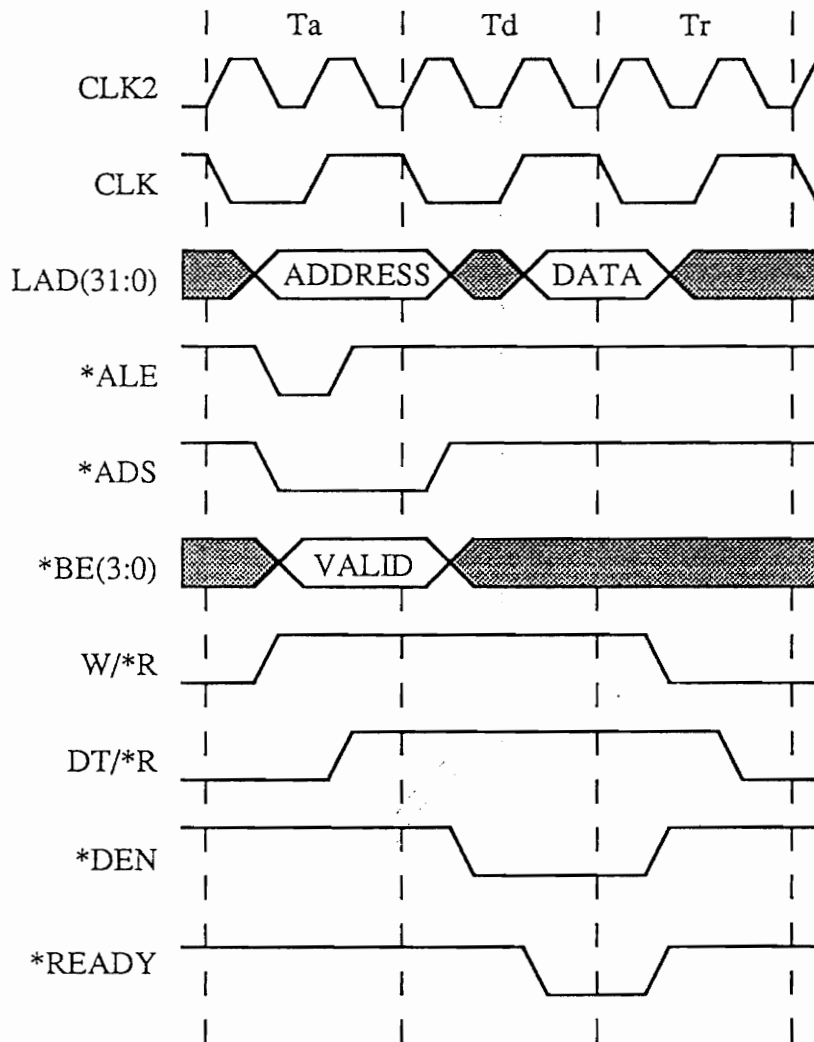 Ta Td Tr
CLK2
CLK
LAD(31:0) ADDRESS DATA
*ALE
*ADS
*BE(3:0) VALID
W/*R
DT/*R
*DEN
*READY